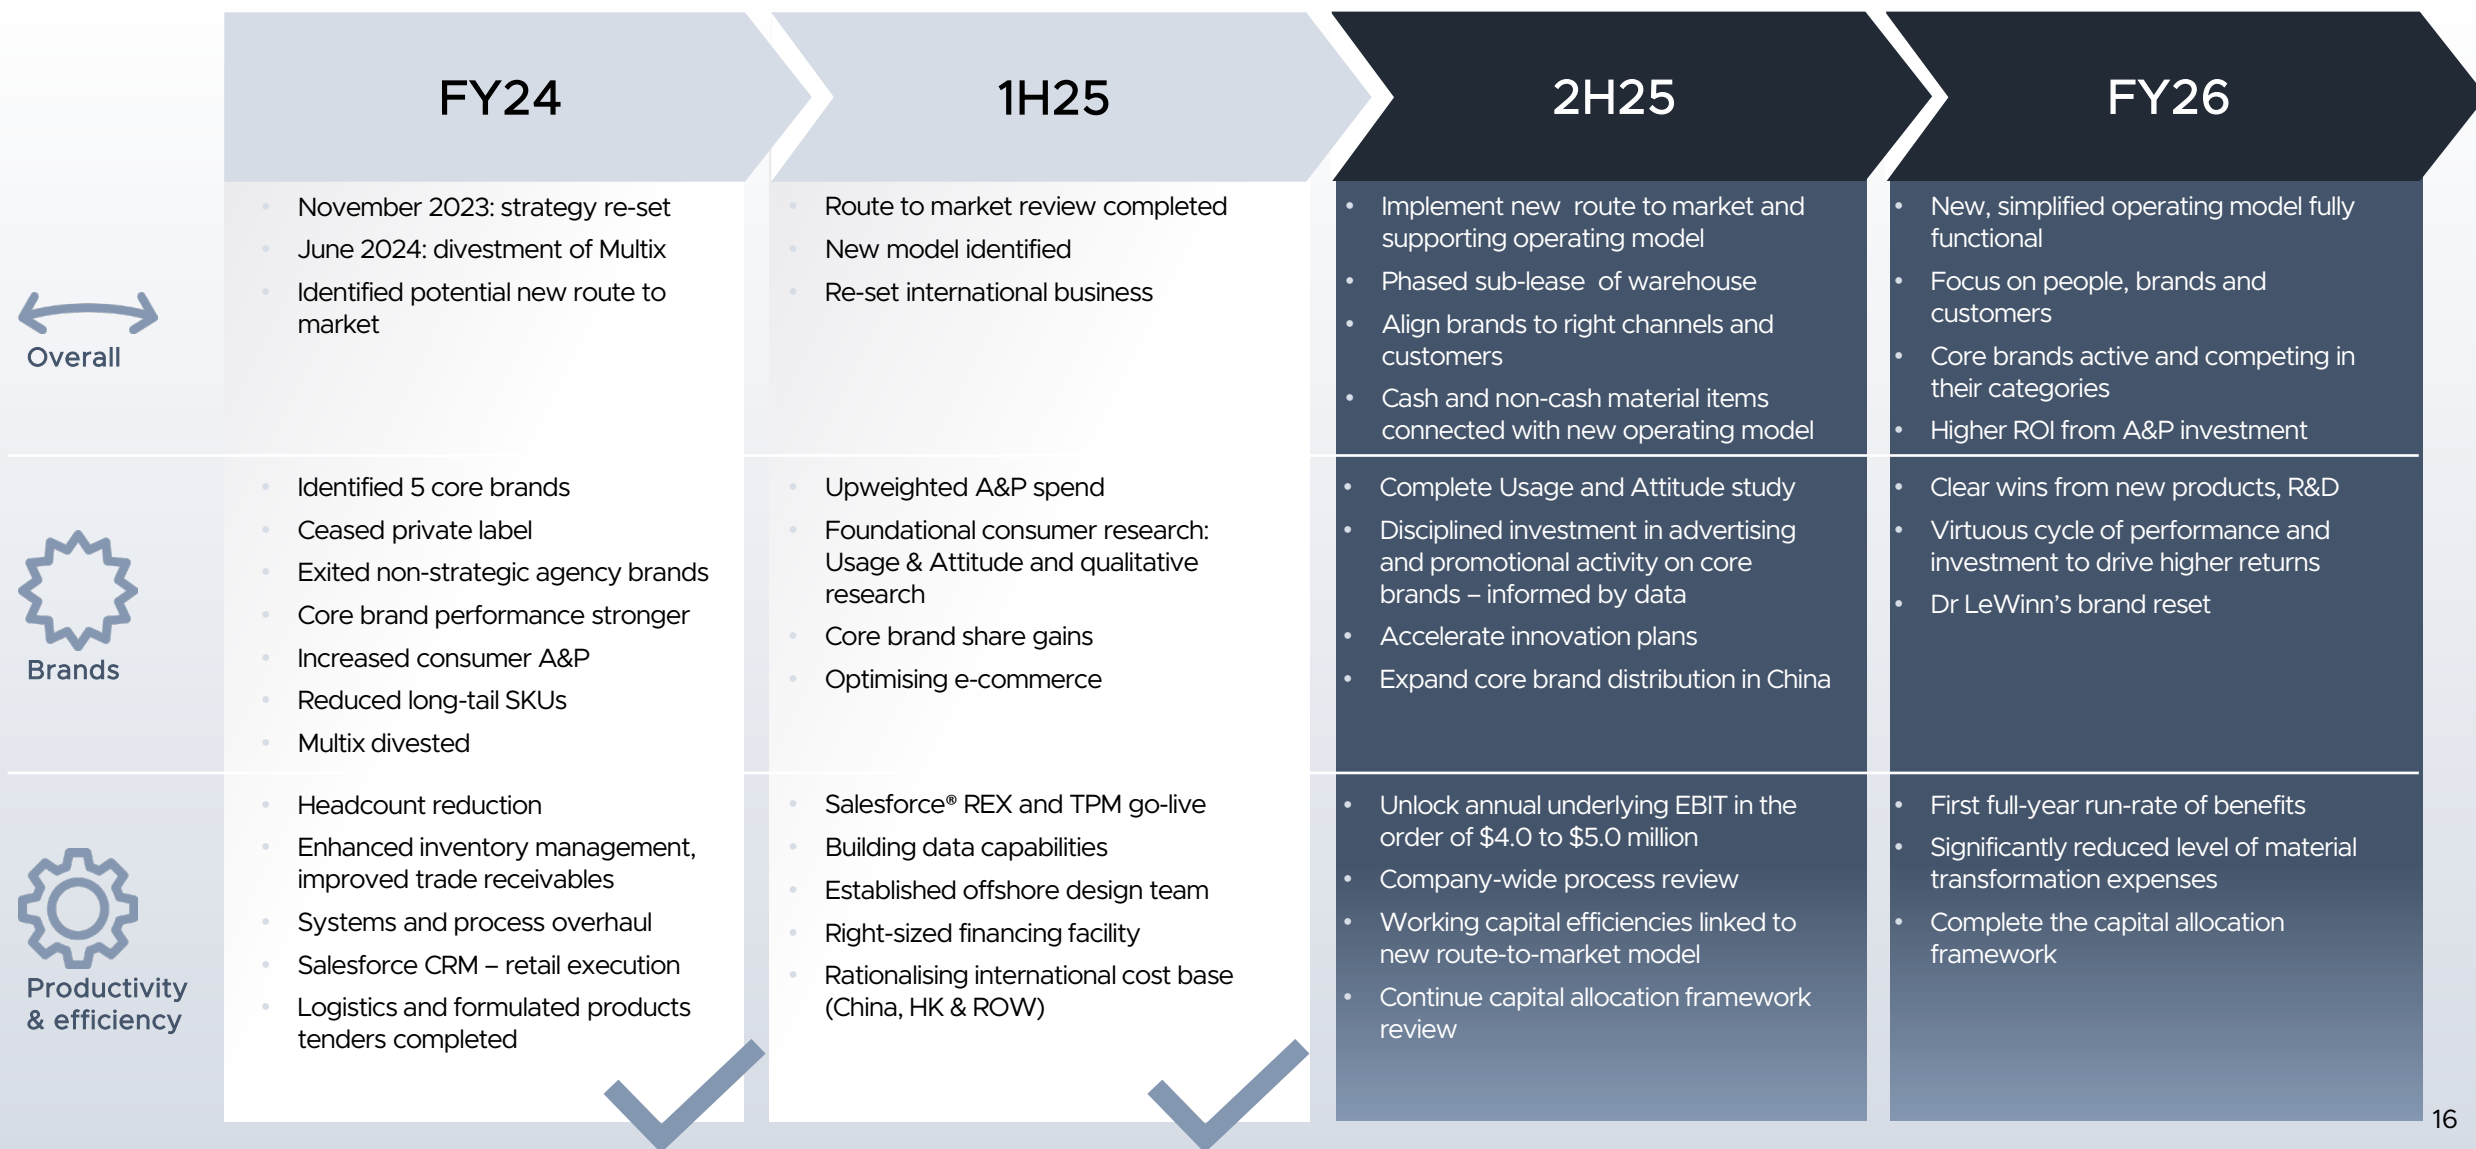 FY24
1H25
2H25
FY26
Overall
• November 2023: strategy re-set
• June 2024: divestment of Multix
• Identified potential new route to
market
• Route to market review completed
• New model identified
• Re-set international business
• Implement new route to market and
supporting operating model
• Phased sub-lease of warehouse
• Align brands to right channels and
customers
• Cash and non-cash material items
connected with new operating model
• New, simplified operating model fully
functional
• Focus on people, brands and
customers
• Core brands active and competing in
their categories
• Higher ROI from A&P investment
Brands
• Identified 5 core brands
• Ceased private label
• Exited non-strategic agency brands
• Core brand performance stronger
• Increased consumer A&P
• Reduced long-tail SKUs
• Multix divested
• Upweighted A&P spend
• Foundational consumer research:
Usage & Attitude and qualitative
research
• Core brand share gains
• Optimising e-commerce
• Complete Usage and Attitude study
• Disciplined investment in advertising
and promotional activity on core
brands – informed by data
• Accelerate innovation plans
• Expand core brand distribution in China
• Clear wins from new products, R&D
• Virtuous cycle of performance and
investment to drive higher returns
• Dr LeWinn's brand reset
Productivity
& efficiency
• Headcount reduction
• Enhanced inventory management,
improved trade receivables
• Systems and process overhaul
• Salesforce CRM – retail execution
• Logistics and formulated products
tenders completed
• Salesforce® REX and TPM go-live
• Building data capabilities
• Established offshore design team
• Right-sized financing facility
• Rationalising international cost base
(China, HK & ROW)
• Unlock annual underlying EBIT in the
order of $4.0 to $5.0 million
• Company-wide process review
• Working capital efficiencies linked to
new route-to-market model
• Continue capital allocation framework
review
• First full-year run-rate of benefits
• Significantly reduced level of material
transformation expenses
• Complete the capital allocation
framework
16